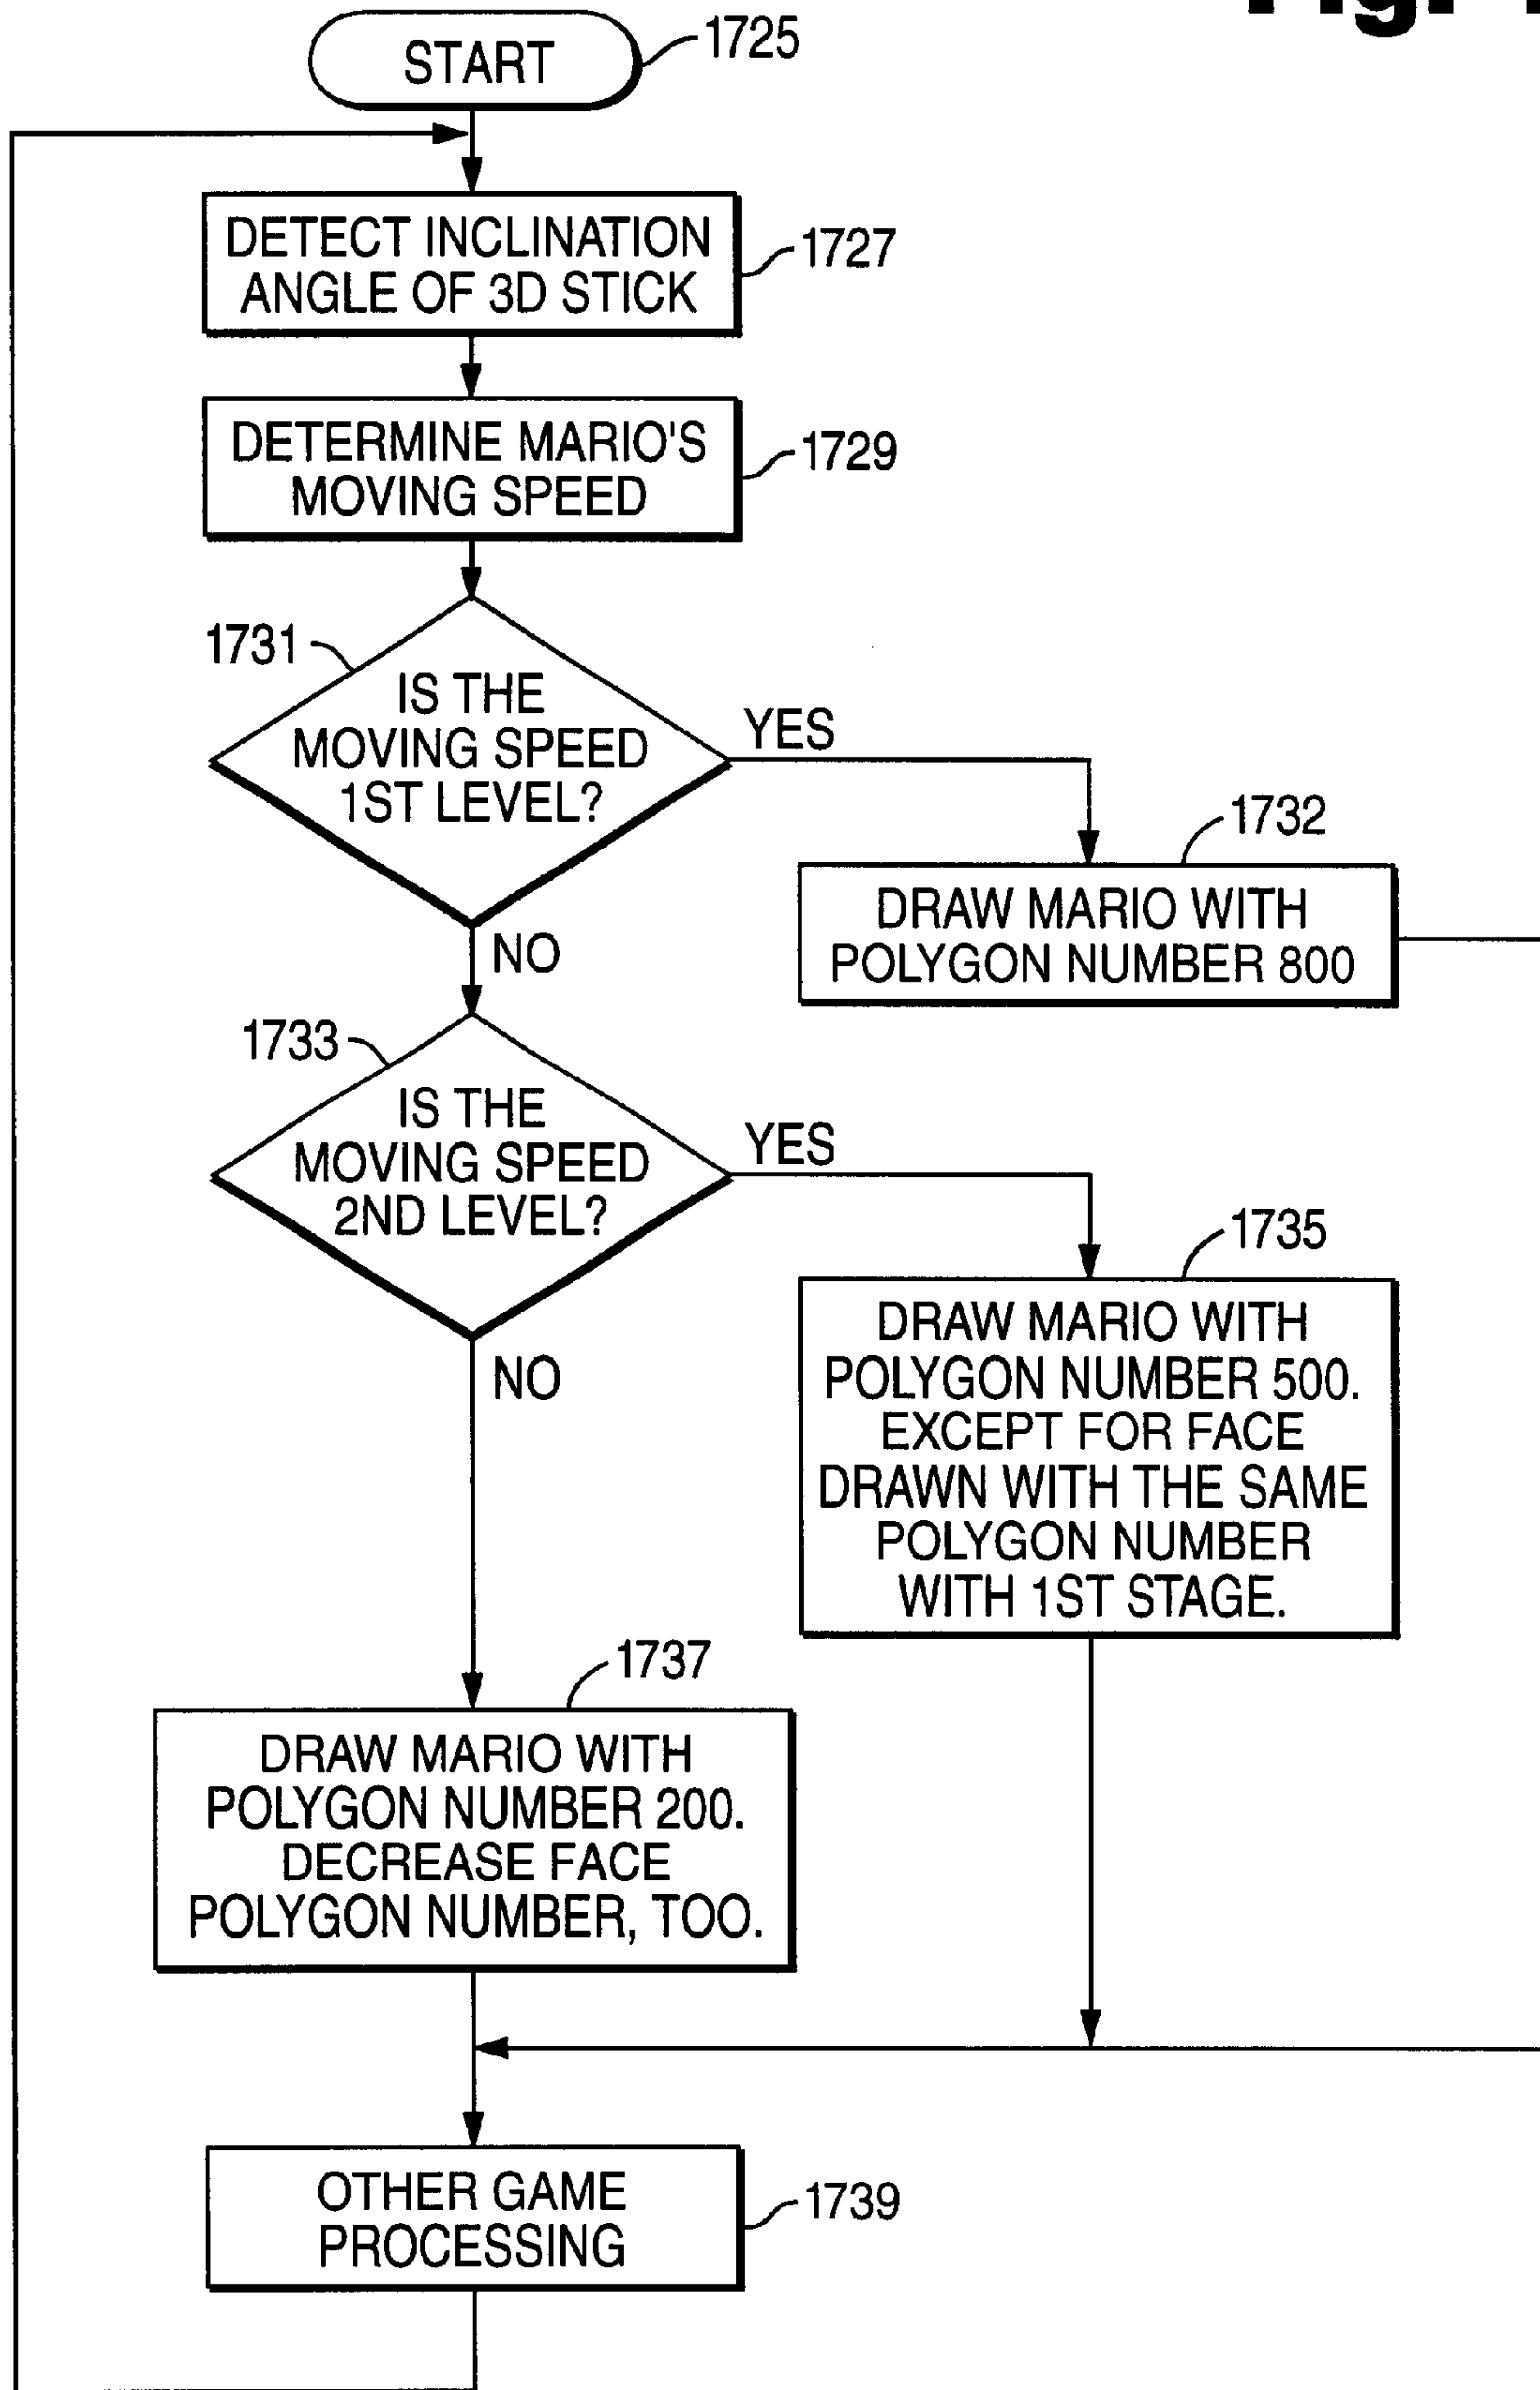 Fig. 1
START
1725
DETECT INCLINATION
ANGLE OF 3D STICK
1727
DETERMINE MARIO'S
MOVING SPEED
1729
1731
IS THE
MOVING SPEED
1ST LEVEL?
YES
NO
1732
DRAW MARIO WITH
POLYGON NUMBER 800
1733
IS THE
MOVING SPEED
2ND LEVEL?
YES
NO
1735
DRAW MARIO WITH
POLYGON NUMBER 500.
EXCEPT FOR FACE
DRAWN WITH THE SAME
POLYGON NUMBER
WITH 1ST STAGE.
1737
DRAW MARIO WITH
POLYGON NUMBER 200.
DECREASE FACE
POLYGON NUMBER, TOO.
OTHER GAME
PROCESSING
1739